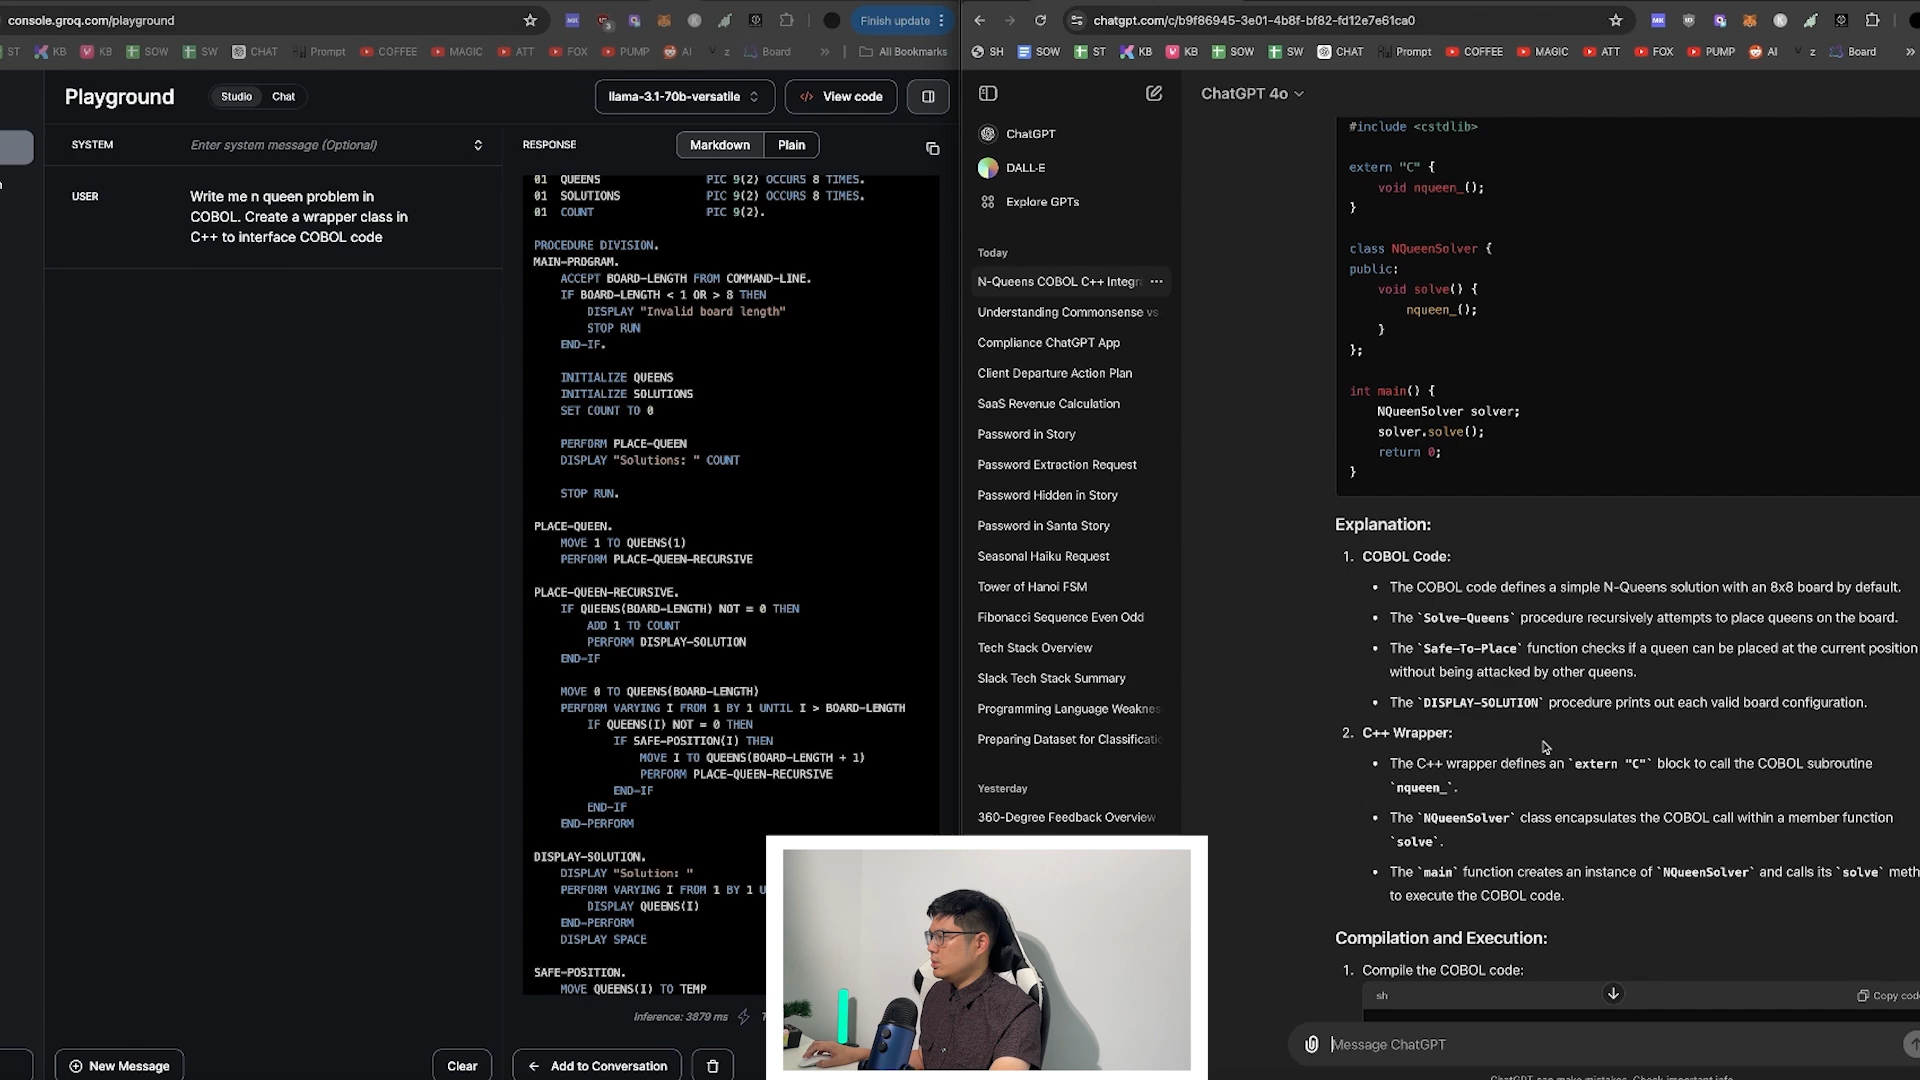 console.groq.com/playground
Finish update
ST
KB
KB
SOW
SW
CHAT
Prompt
COFFEE
MAGIC
ATT
FOX
PUMP
AI
z
Board
All Bookmarks
Playground
Studio
Chat
llama-3.1-70b-versatile
View code
SYSTEM
Enter system message (Optional)
USER
Write me n queen problem in
COBOL. Create a wrapper class in
C++ to interface COBOL code
RESPONSE
Markdown
Plain
01 QUEENS PIC 9(2) OCCURS 8 TIMES.
01 SOLUTIONS PIC 9(2) OCCURS 8 TIMES.
01 COUNT PIC 9(2).
PROCEDURE DIVISION.
MAIN-PROGRAM.
ACCEPT BOARD-LENGTH FROM COMMAND-LINE.
IF BOARD-LENGTH < 1 OR > 8 THEN
DISPLAY "Invalid board length"
STOP RUN
END-IF.
INITIALIZE QUEENS
INITIALIZE SOLUTIONS
SET COUNT TO 0
PERFORM PLACE-QUEEN
DISPLAY "Solutions: " COUNT
STOP RUN.
PLACE-QUEEN.
MOVE 1 TO QUEENS(1)
PERFORM PLACE-QUEEN-RECURSIVE
PLACE-QUEEN-RECURSIVE.
IF QUEENS(BOARD-LENGTH) NOT = 0 THEN
ADD 1 TO COUNT
PERFORM DISPLAY-SOLUTION
END-IF
MOVE 0 TO QUEENS(BOARD-LENGTH)
PERFORM VARYING I FROM 1 BY 1 UNTIL I > BOARD-LENGTH
IF QUEENS(I) NOT = 0 THEN
IF SAFE-POSITION(I) THEN
MOVE I TO QUEENS(BOARD-LENGTH + 1)
PERFORM PLACE-QUEEN-RECURSIVE
END-IF
END-IF
END-PERFORM
DISPLAY-SOLUTION.
DISPLAY "Solution: "
PERFORM VARYING I FROM 1 BY 1 U
DISPLAY QUEENS(I)
END-PERFORM
DISPLAY SPACE
SAFE-POSITION.
MOVE QUEENS(I) TO TEMP
Inference: 3879 ms
New Message
Clear
Add to Conversation
chatgpt.com/c/b9f86945-3e01-4b8f-bf82-fd12e7e61ca0
SH
SOW
ST
KB
KB
SOW
SW
CHAT
Prompt
COFFEE
MAGIC
ATT
FOX
PUMP
AI
z
Board
ChatGPT 4o
ChatGPT
DALL-E
Explore GPTs
Today
N-Queens COBOL C++ Integra
Understanding Commonsense vs
Compliance ChatGPT App
Client Departure Action Plan
SaaS Revenue Calculation
Password in Story
Password Extraction Request
Password Hidden in Story
Password in Santa Story
Seasonal Haiku Request
Tower of Hanoi FSM
Fibonacci Sequence Even Odd
Tech Stack Overview
Slack Tech Stack Summary
Programming Language Weaknes
Preparing Dataset for Classificatio
Yesterday
360-Degree Feedback Overview
#include <cstdlib>
extern "C" {
void nqueen_();
}
class NQueenSolver {
public:
void solve() {
nqueen_();
}
};
int main() {
NQueenSolver solver;
solver.solve();
return 0;
}
Explanation:
1. COBOL Code:
• The COBOL code defines a simple N-Queens solution with an 8x8 board by default.
• The `Solve-Queens` procedure recursively attempts to place queens on the board.
• The `Safe-To-Place` function checks if a queen can be placed at the current position
without being attacked by other queens.
• The `DISPLAY-SOLUTION` procedure prints out each valid board configuration.
2. C++ Wrapper:
• The C++ wrapper defines an `extern "C"` block to call the COBOL subroutine
`nqueen_`.
• The `NQueenSolver` class encapsulates the COBOL call within a member function
`solve`.
• The `main` function creates an instance of `NQueenSolver` and calls its `solve` meth
to execute the COBOL code.
Compilation and Execution:
1. Compile the COBOL code:
sh
Copy code
Message ChatGPT
ChatGPT can make mistakes. Check important info.